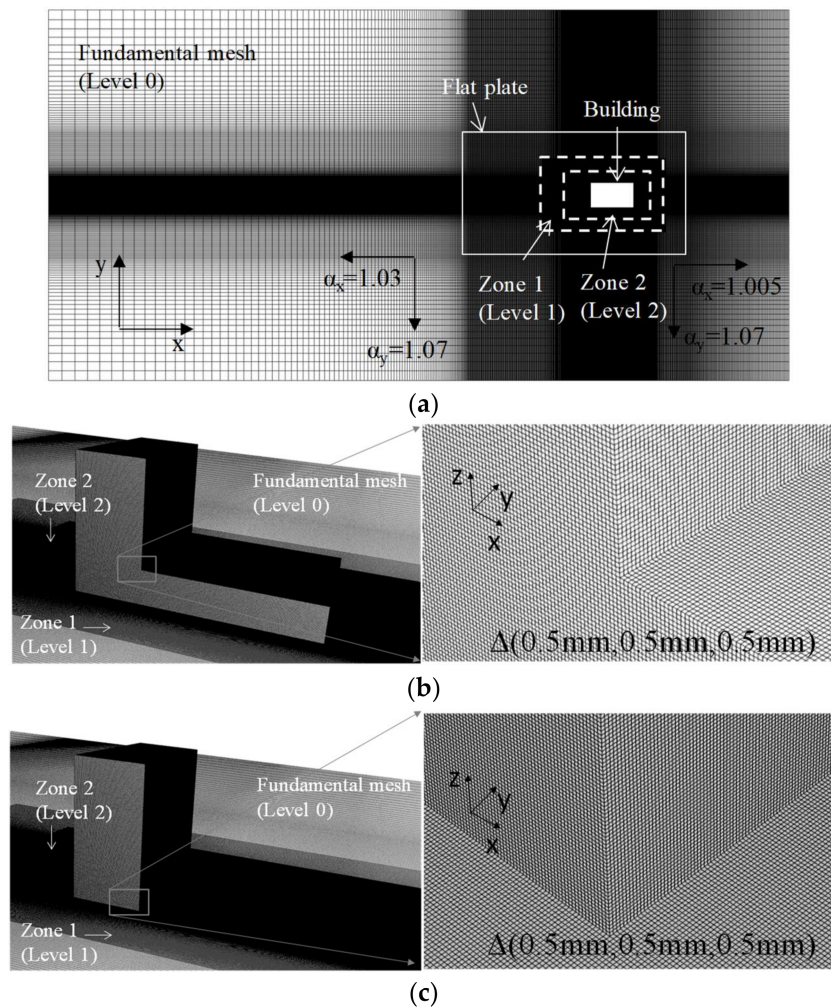 Fundamental mesh
(Level 0)
Flat plate
Building
y
x
αx=1.03
αy=1.07
Zone 1
(Level 1)
Zone 2
(Level 2)
αx=1.005
αy=1.07
(a)
Zone 2
(Level 2)
Fundamental mesh
(Level 0)
Zone 1
(Level 1)
z
y
x
Δ(0.5mm,0.5mm,0.5mm)
(b)
Zone 2
(Level 2)
Fundamental mesh
(Level 0)
Zone 1
(Level 1)
z
y
x
Δ(0.5mm,0.5mm,0.5mm)
(c)